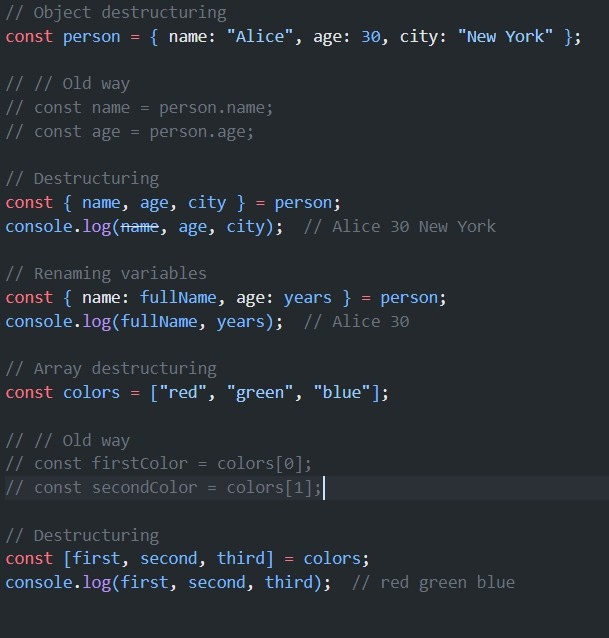 // Object destructuring
const person = { name: "Alice", age: 30, city: "New York" };
// // Old way
// const name = person.name;
// const age = person.age;
// Destructuring
const { name, age, city } = person;
console.log(name, age, city);  // Alice 30 New York
// Renaming variables
const { name: fullName, age: years } = person;
console.log(fullName, years);  // Alice 30
// Array destructuring
const colors = ["red", "green", "blue"];
// // Old way
// const firstColor = colors[0];
// const secondColor = colors[1];
// Destructuring
const [first, second, third] = colors;
console.log(first, second, third);  // red green blue